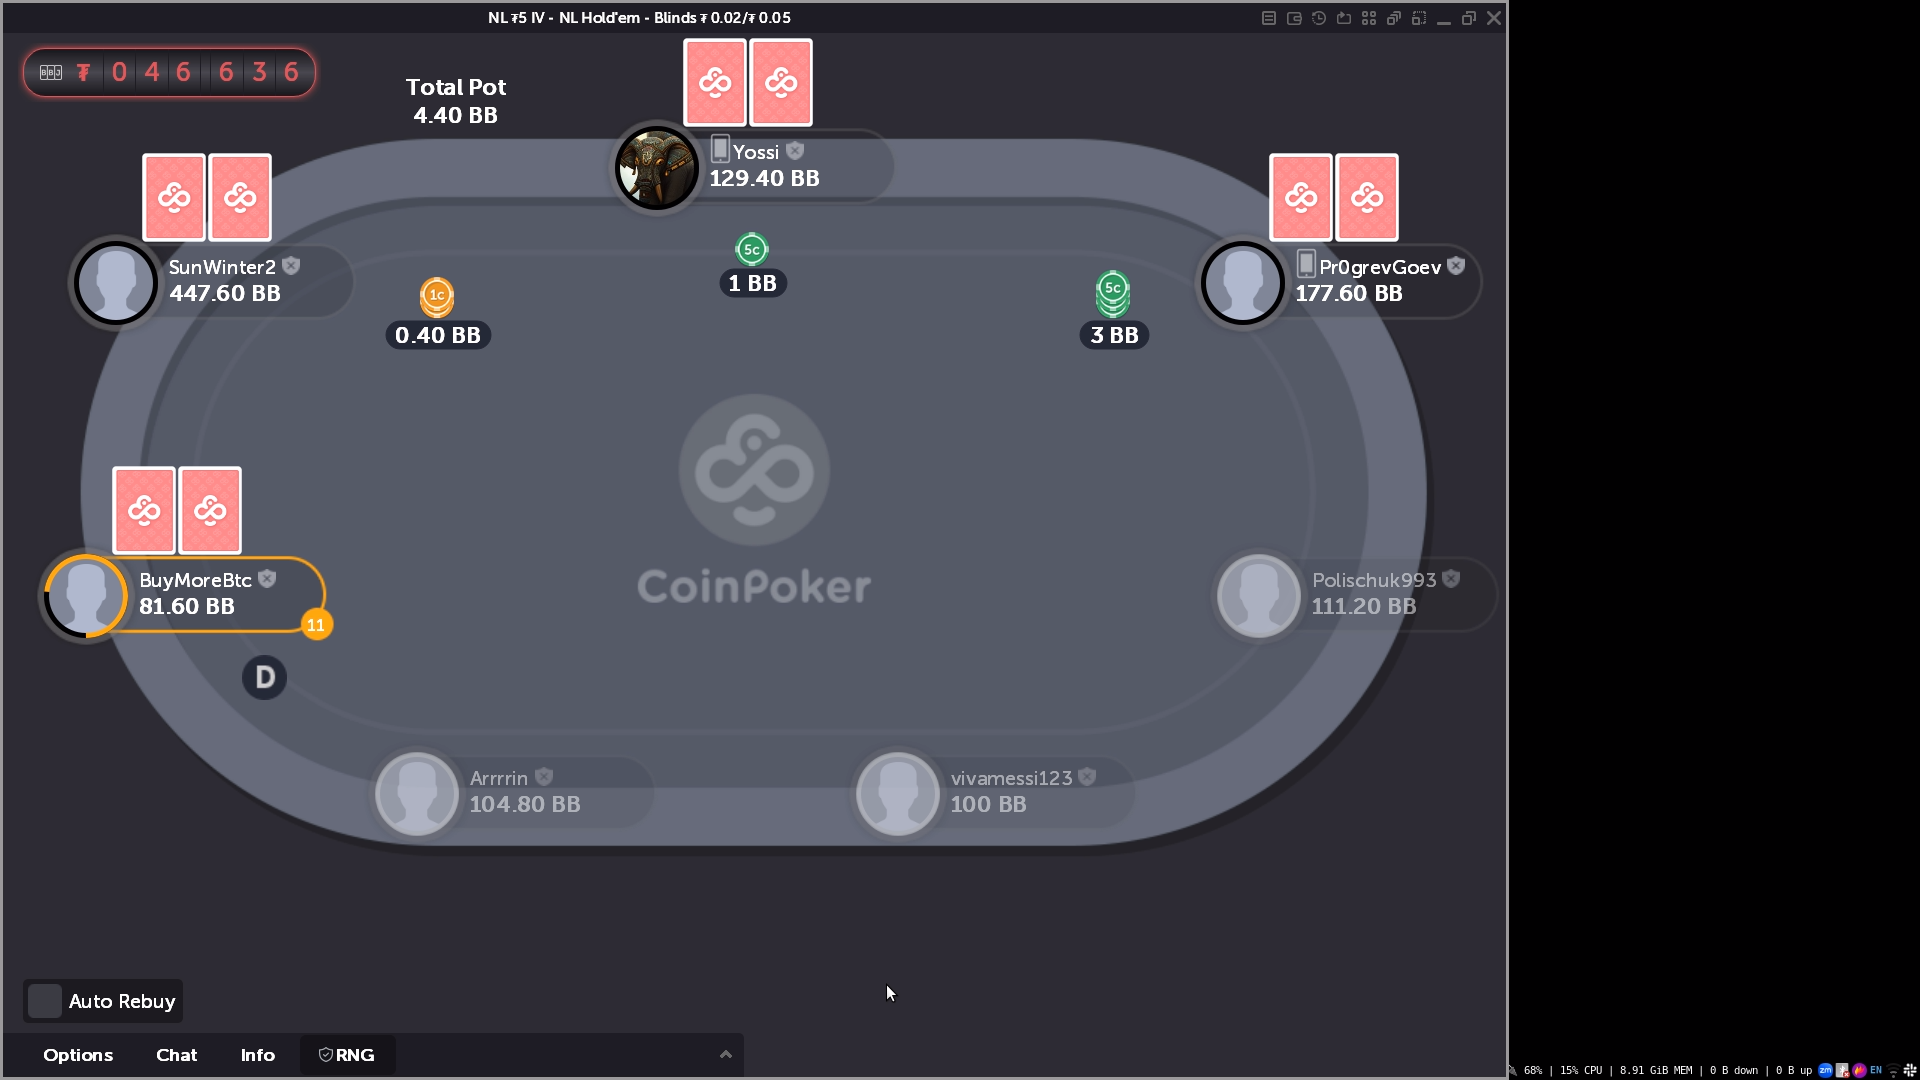 NL ₮5 IV - NL Hold'em - Blinds ₮ 0.02/₮ 0.05
BBJ ₮ 0 4 6 6 3 6
Total Pot
4.40 BB
Yossi
129.40 BB
SunWinter2
447.60 BB
Pr0grevGoev
177.60 BB
5c
1 BB
1c
0.40 BB
5c
3 BB
BuyMoreBtc
81.60 BB
11
D
CoinPoker
Polischuk993
111.20 BB
Arrrrin
104.80 BB
vivamessi123
100 BB
Auto Rebuy
Options Chat Info RNG
68% | 15% CPU | 8.91 GiB MEM | 0 B down | 0 B up zm EN